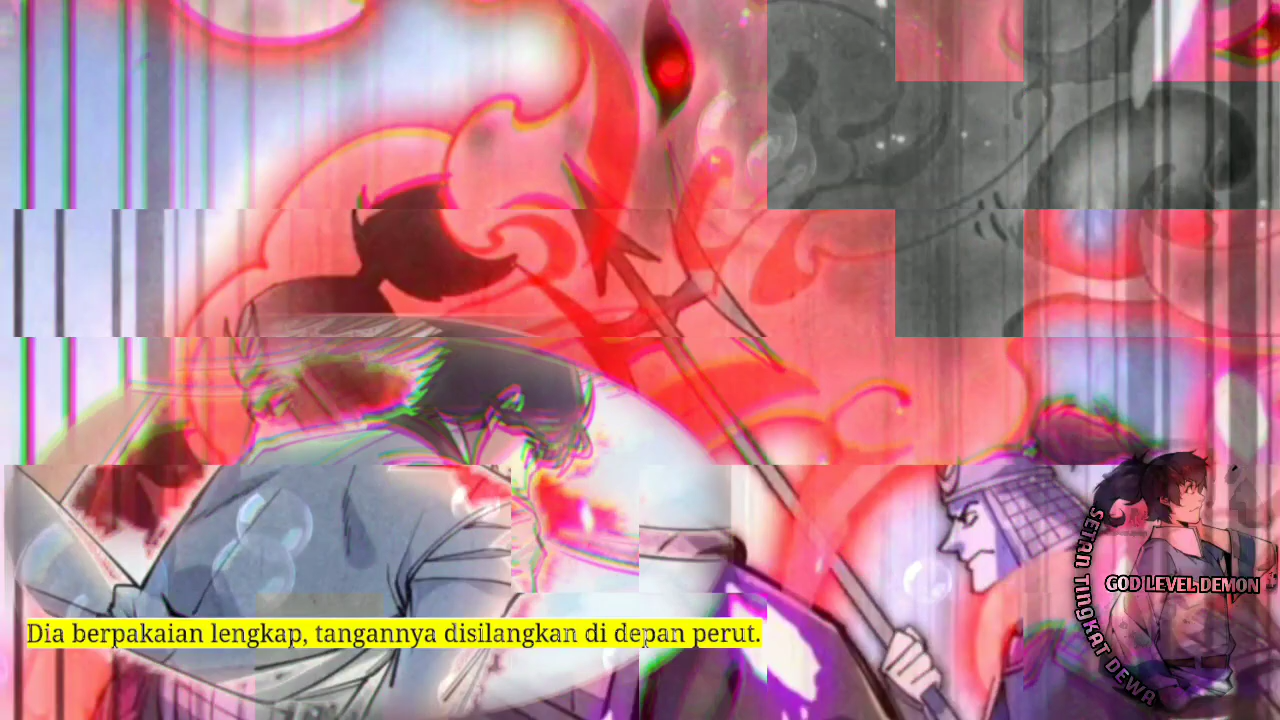 Dia berpakaian lengkap, tangannya disilangkan di depan perut.
GOD LEVEL DEMON
SETAN TINGKAT DEWA